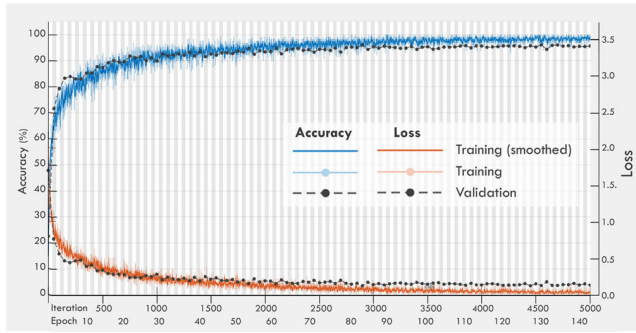 100
90
80
70
60
50
40
30
20
10
0
Accuracy (%)
3.5
3.0
2.5
2.0
1.5.
1.0
0.5
0.0
Loss
Accuracy Loss
Training (smoothed)
Training
Validation
Iteration 500 1000 1500 2000 2500 3000 3500 4000 4500 5000
Epoch 10 20 30 40 50 60 70 80 90 100 110 120 130 140